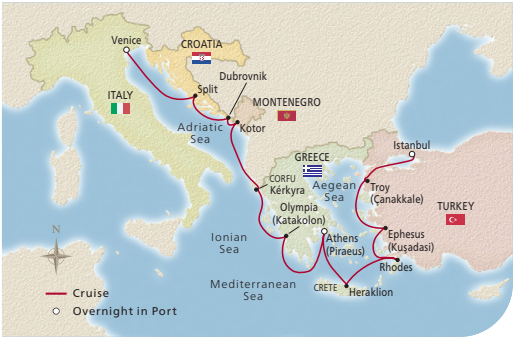 Venice
CROATIA
ITALY
Split
Dubrovnik
MONTENEGRO
Kotor
Adriatic
Sea
Istanbul
GREECE
CORFU
Kérkyra
Aegean
Sea
Troy
(Çanakkale)
TURKEY
Olympia
(Katakolon)
Ionian
Sea
Athens
(Piraeus)
Ephesus
(Kuşadasi)
Rhodes
Mediterranean
Sea
CRETE
Heraklion
N
Cruise
Overnight in Port